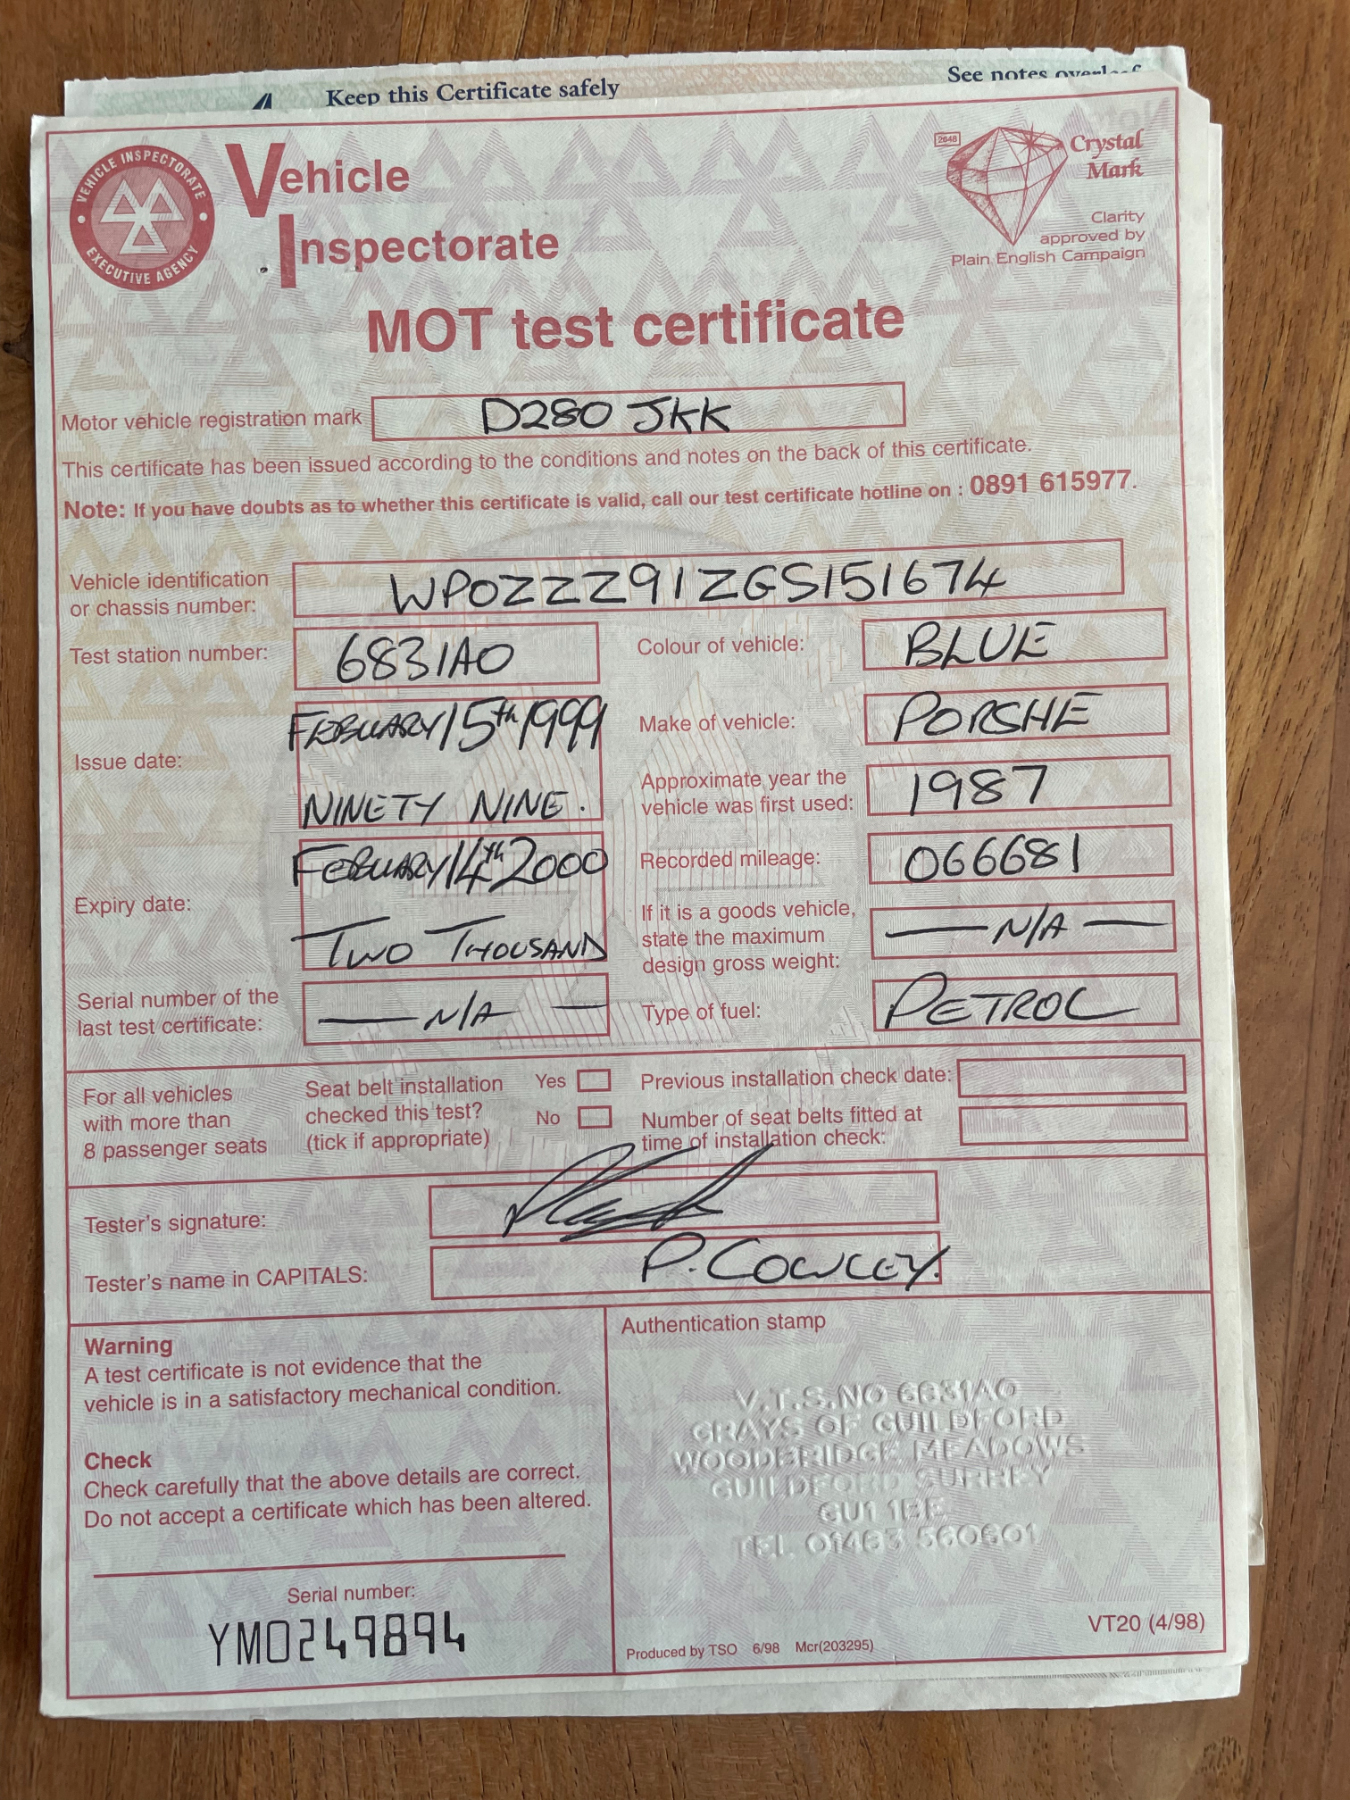 Keep this Certificate safely
See notes overleaf
VEHICLE INSPECTORATE
EXECUTIVE AGENCY
Vehicle
Inspectorate
2648
Crystal
Mark
Clarity
approved by
Plain English Campaign
MOT test certificate
Motor vehicle registration mark D280 JKK
This certificate has been issued according to the conditions and notes on the back of this certificate.
Note: If you have doubts as to whether this certificate is valid, call our test certificate hotline on : 0891 615977.
Vehicle identification
or chassis number: WPOZZZ91ZGS151674
Test station number: 6831AO
Colour of vehicle: BLUE
Issue date: FEBUARY 15th 1999
NINETY NINE.
Make of vehicle: PORSHE
Approximate year the
vehicle was first used: 1987
Expiry date: FEBUARY 14th 2000
TWO THOUSAND
Recorded mileage: 066681
If it is a goods vehicle,
state the maximum
design gross weight: — N/A —
Serial number of the
last test certificate: — N/A —
Type of fuel: PETROL
For all vehicles
with more than
8 passenger seats
Seat belt installation
checked this test?
(tick if appropriate)
Yes
No
Previous installation check date:
Number of seat belts fitted at
time of installation check:
Tester's signature:
Tester's name in CAPITALS: P. COWLEY.
Warning
A test certificate is not evidence that the
vehicle is in a satisfactory mechanical condition.
Check
Check carefully that the above details are correct.
Do not accept a certificate which has been altered.
Serial number:
YM0249894
Authentication stamp
V.T.S.NO 6831AO
GRAYS OF GUILDFORD
WOODBRIDGE MEADOWS
GUILDFORD SURREY
GU1 1BE
TEL 01483 560601
Produced by TSO 6/98 Mcr(203295)
VT20 (4/98)